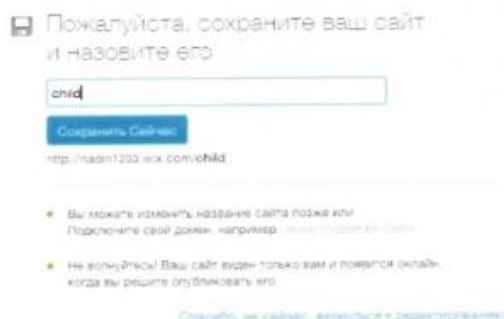 Пожалуйста, сохраните ваш сайт
и назовите его
child
Сохранить Сейчас
http://nadin1233.wix.com/child
Вы можете изменить название сайта позже или
Подключите свой домен, например,
Не волнуйтесь! Ваш сайт виден только вам и появится онлайн,
когда вы решите опубликовать его
Спасибо, не сейчас, вернуться к редактированию